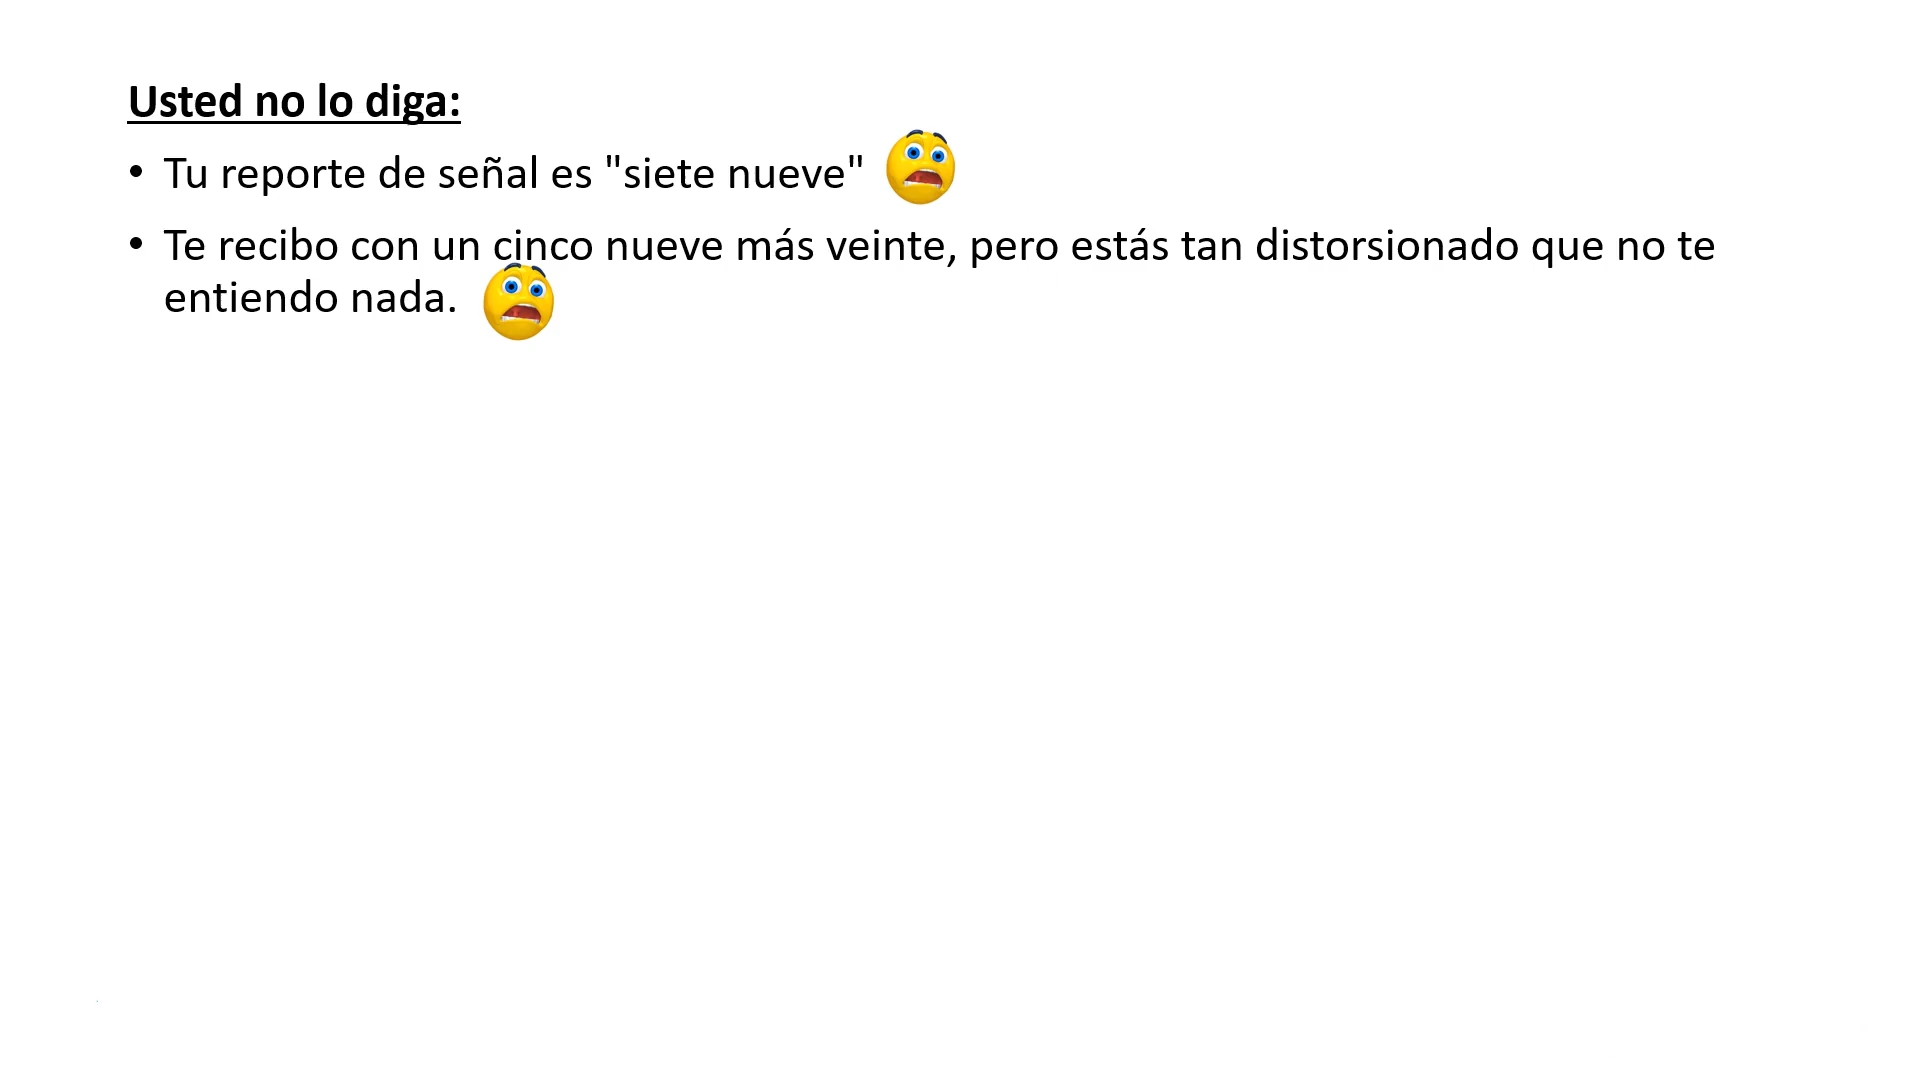 Usted no lo diga:
• Tu reporte de señal es "siete nueve"
• Te recibo con un cinco nueve más veinte, pero estás tan distorsionado que no te
entiendo nada.